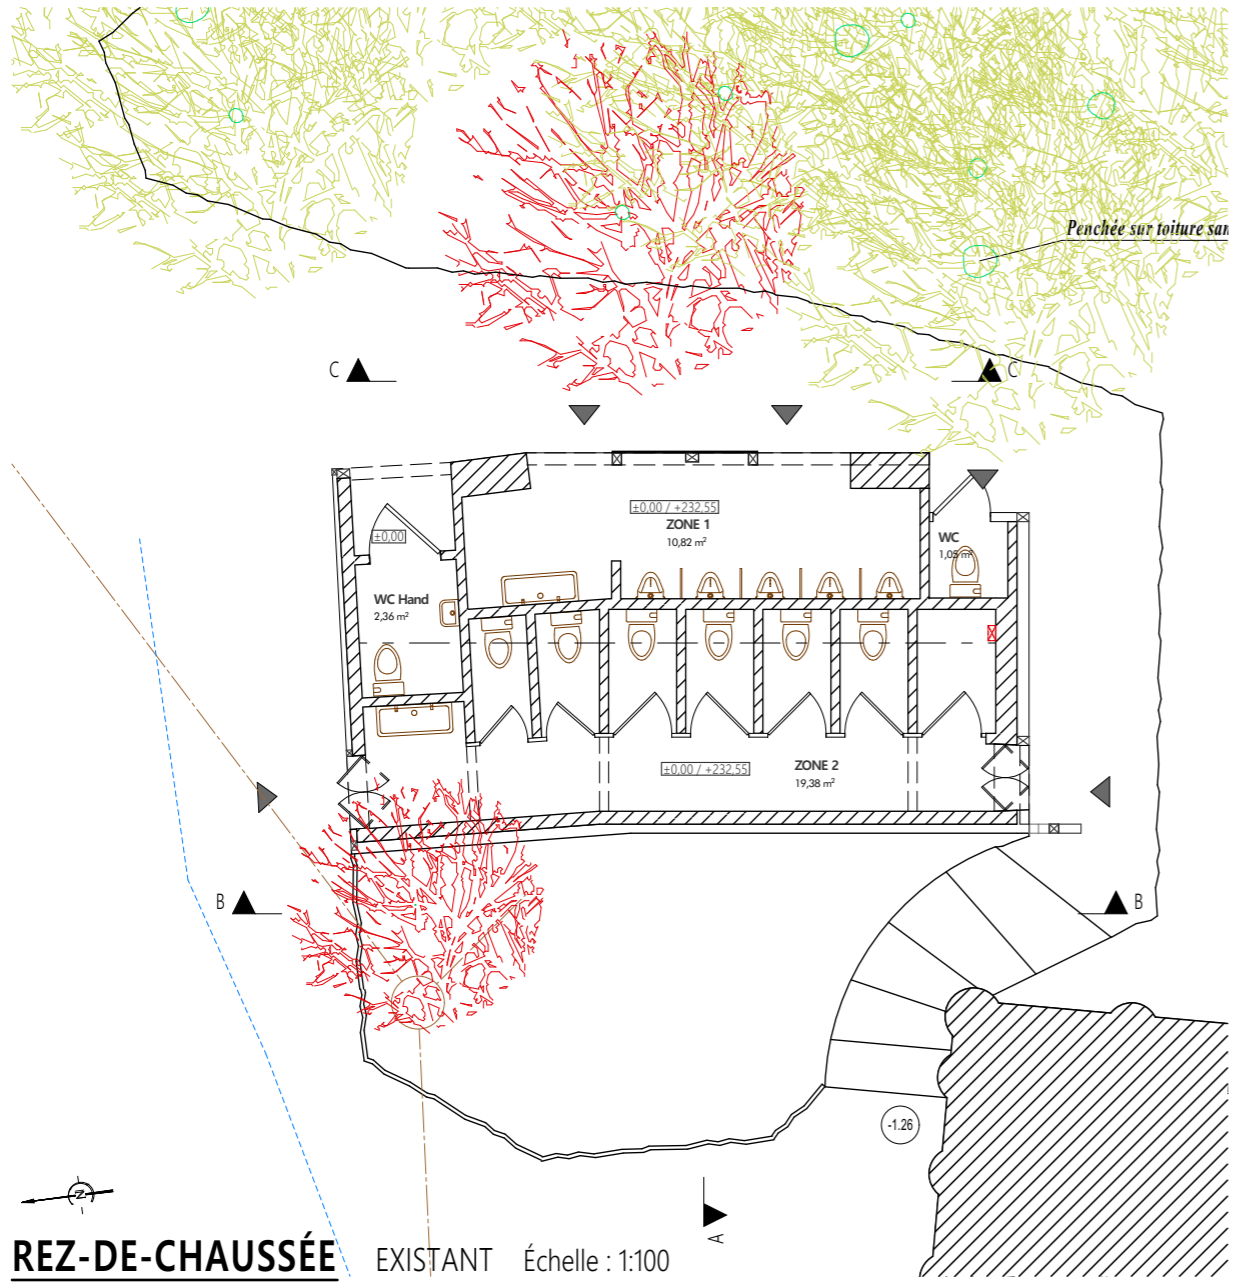 Penchée sur toiture san
C
C
±0,00 / +232,55
ZONE 1
10,82 m²
±0,00
WC
1,05 m²
WC Hand
2,36 m²
±0,00 / +232,55
ZONE 2
19,38 m²
B
B
-1.26
N
A
REZ-DE-CHAUSSÉE EXISTANT Échelle : 1:100